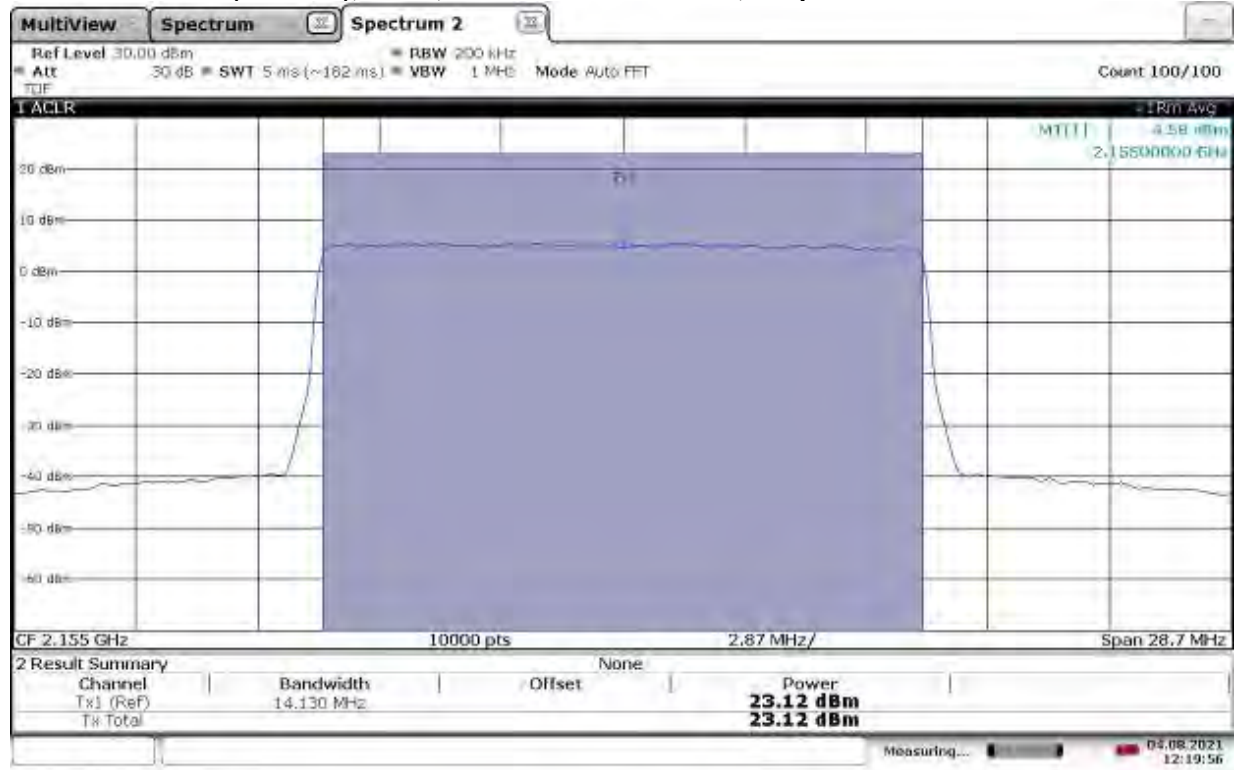 MultiView Spectrum Spectrum 2
Ref Level 30.00 dBm RBW 200 kHz
Att 30 dB SWT 5 ms (~162 ms) VBW 1 MHz Mode Auto FFT Count 100/100
TDF
1 ACLR 1Rm Avg
M1[1] 4.58 dBm
2.15500000 GHz
20 dBm
10 dBm
0 dBm
-10 dBm
-20 dBm
-30 dBm
-40 dBm
-50 dBm
-60 dBm
CF 2.155 GHz 10000 pts 2.87 MHz/ Span 28.7 MHz
2 Result Summary None
Channel Bandwidth Offset Power
Tx1 (Ref) 14.130 MHz 23.12 dBm
Tx Total 23.12 dBm
Measuring... 04.08.2021
12:19:56